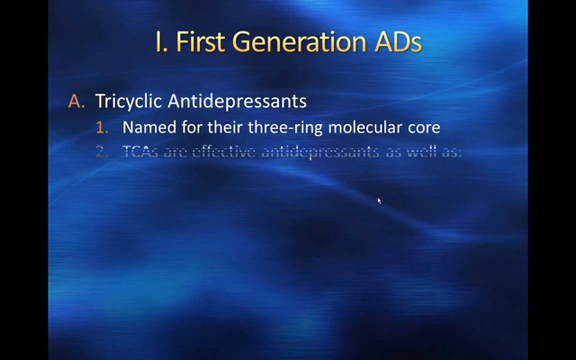 I. First Generation ADs
A. Tricyclic Antidepressants
1. Named for their three-ring molecular core
2. TCAs are effective antidepressants as well as: